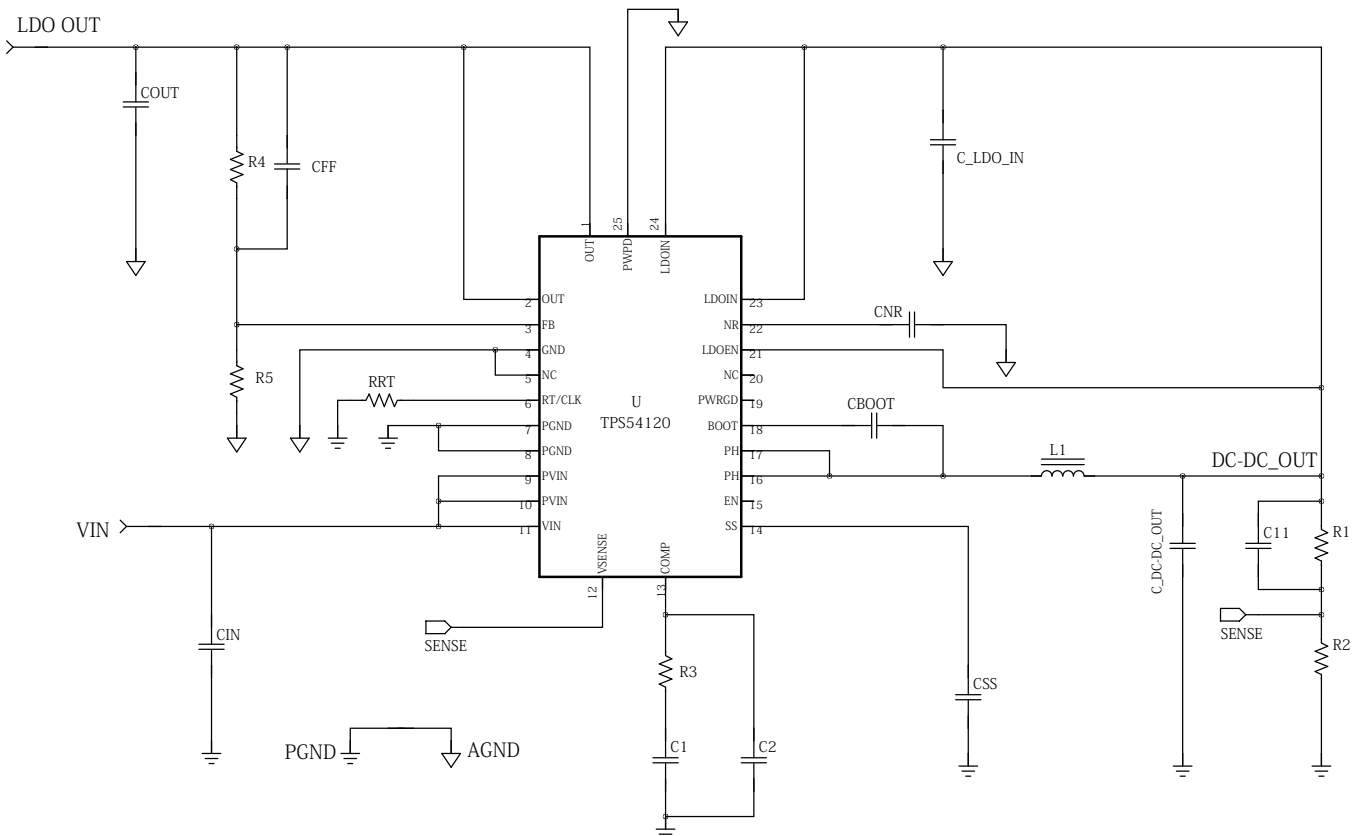 LDO OUT
COUT
R4
CFF
C_LDO_IN
1
25
24
OUT
PWPD
LDOIN
2
OUT
LDOIN
23
3
FB
NR
22
CNR
4
GND
LDOEN
21
5
NC
NC
20
R5
RRT
6
RT/CLK
PWRGD
19
U
TPS54120
CBOOT
7
PGND
BOOT
18
8
PGND
PH
17
L1
DC-DC_OUT
9
PVIN
PH
16
10
PVIN
EN
15
VIN
11
VIN
SS
14
VSENSE
COMP
12
13
C_DC-DC_OUT
C11
R1
CIN
SENSE
SENSE
R2
R3
CSS
PGND
AGND
C1
C2